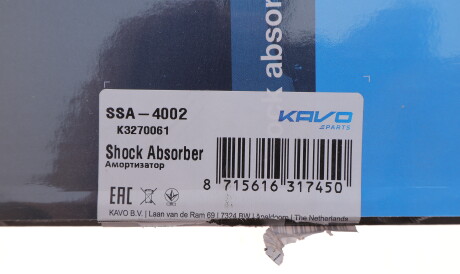 k absor
SSA-4002
K3270061
KAVO
PARTS
Shock Absorber
Амортизатор
8 715616 317450
EAC
KAVO B.V. | Laan van de Ram 69 | 7324 BW | Apeldoorn | The Netherlands